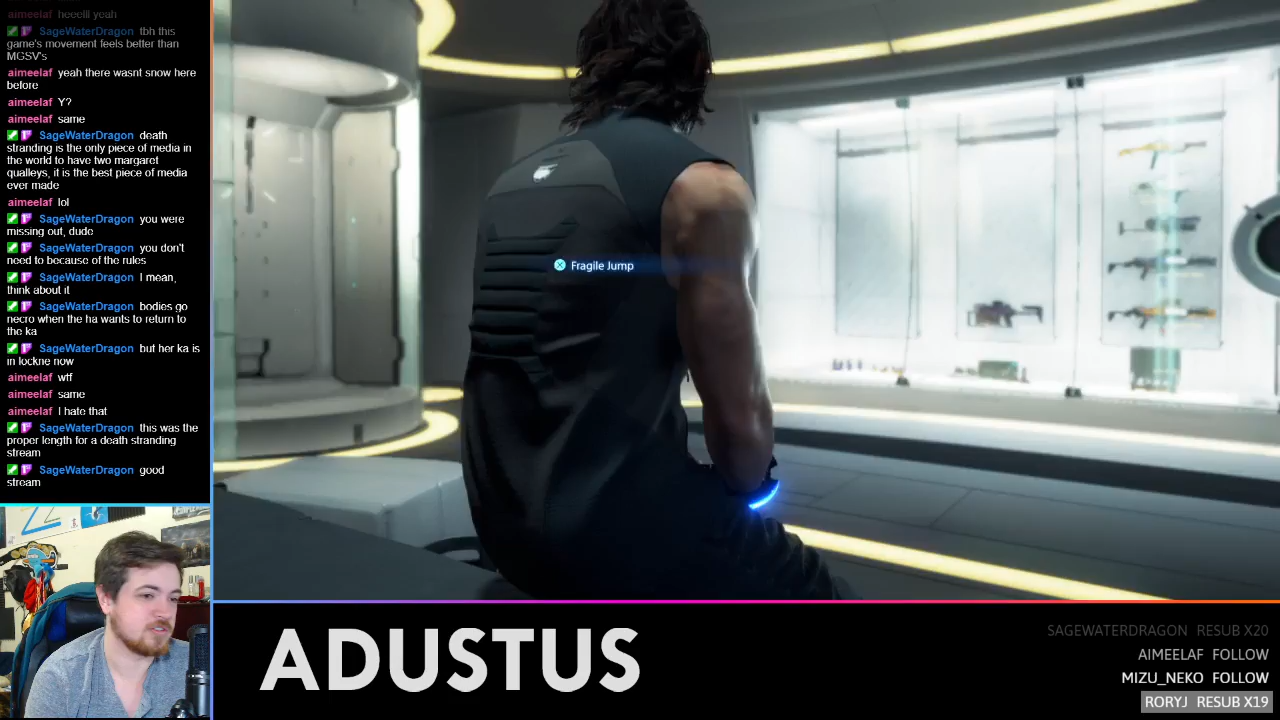 aimeelaf heeelll yeah
SageWaterDragon tbh this
game's movement feels better than
MGSV's
aimeelaf yeah there wasnt snow here
before
aimeelaf Y?
aimeelaf same
SageWaterDragon death
stranding is the only piece of media in
the world to have two margaret
qualleys, it is the best piece of media
ever made
aimeelaf lol
SageWaterDragon you were
missing out, dude
SageWaterDragon you don't
need to because of the rules
SageWaterDragon I mean,
think about it
SageWaterDragon bodies go
necro when the ha wants to return to
the ka
SageWaterDragon but her ka is
in lockne now
aimeelaf wtf
aimeelaf same
aimeelaf I hate that
SageWaterDragon this was the
proper length for a death stranding
stream
SageWaterDragon good
stream
Fragile Jump
ADUSTUS
SAGEWATERDRAGON RESUB X20
AIMEELAF FOLLOW
MIZU_NEKO FOLLOW
RORYJ RESUB X19